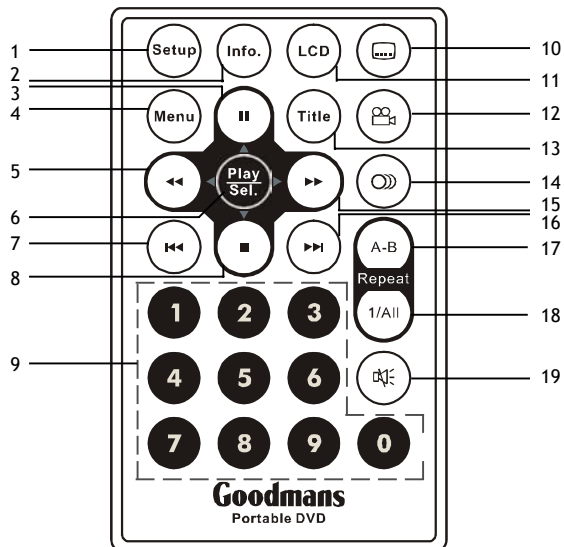 1 Setup Info. LCD 10
2 11
3
4 Menu Title 12
13
5 Play 14
6 Sel. 15
16
7 A-B 17
8 Repeat
1 2 3 1/All 18
9 4 5 6 19
7 8 9 0
Goodmans
Portable DVD